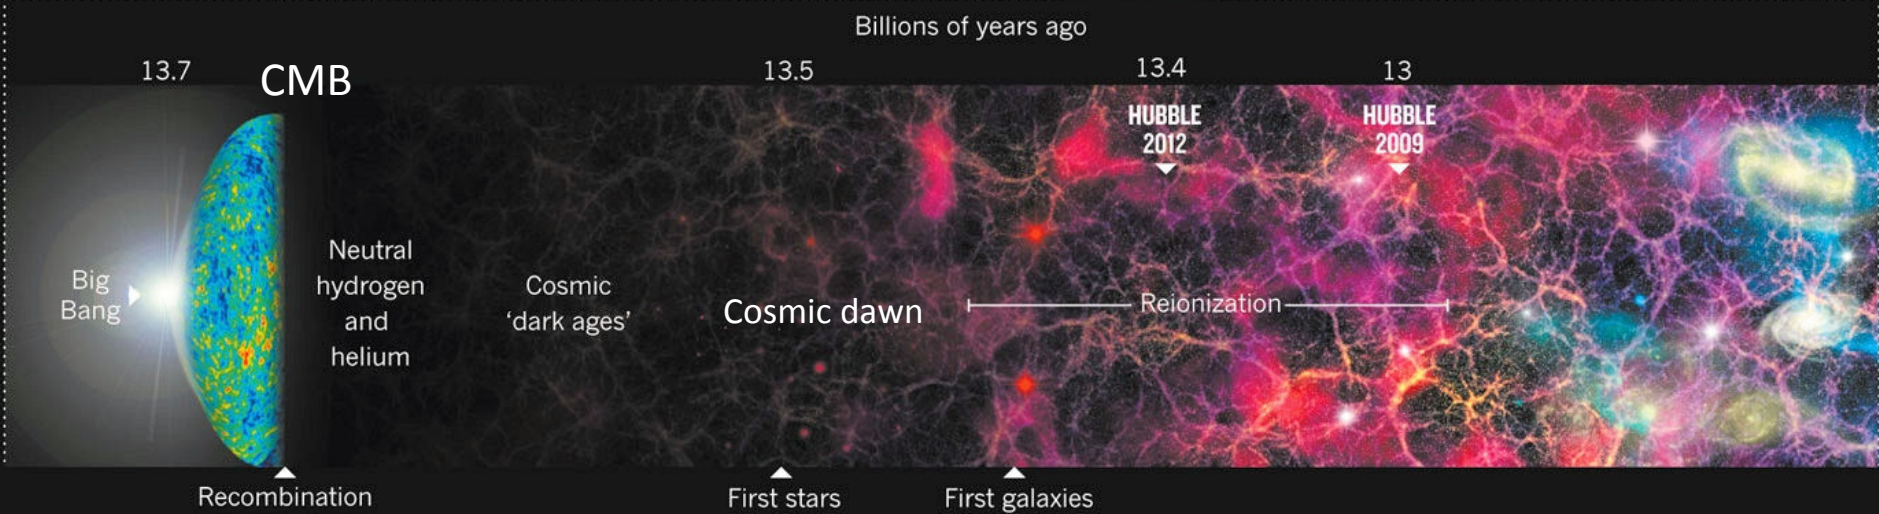 Billions of years ago
13.7
CMB
13.5
13.4
13
HUBBLE
2012
HUBBLE
2009
Big
Bang
Neutral
hydrogen
and
helium
Cosmic
‘dark ages’
Cosmic dawn
Reionization
Recombination
First stars
First galaxies